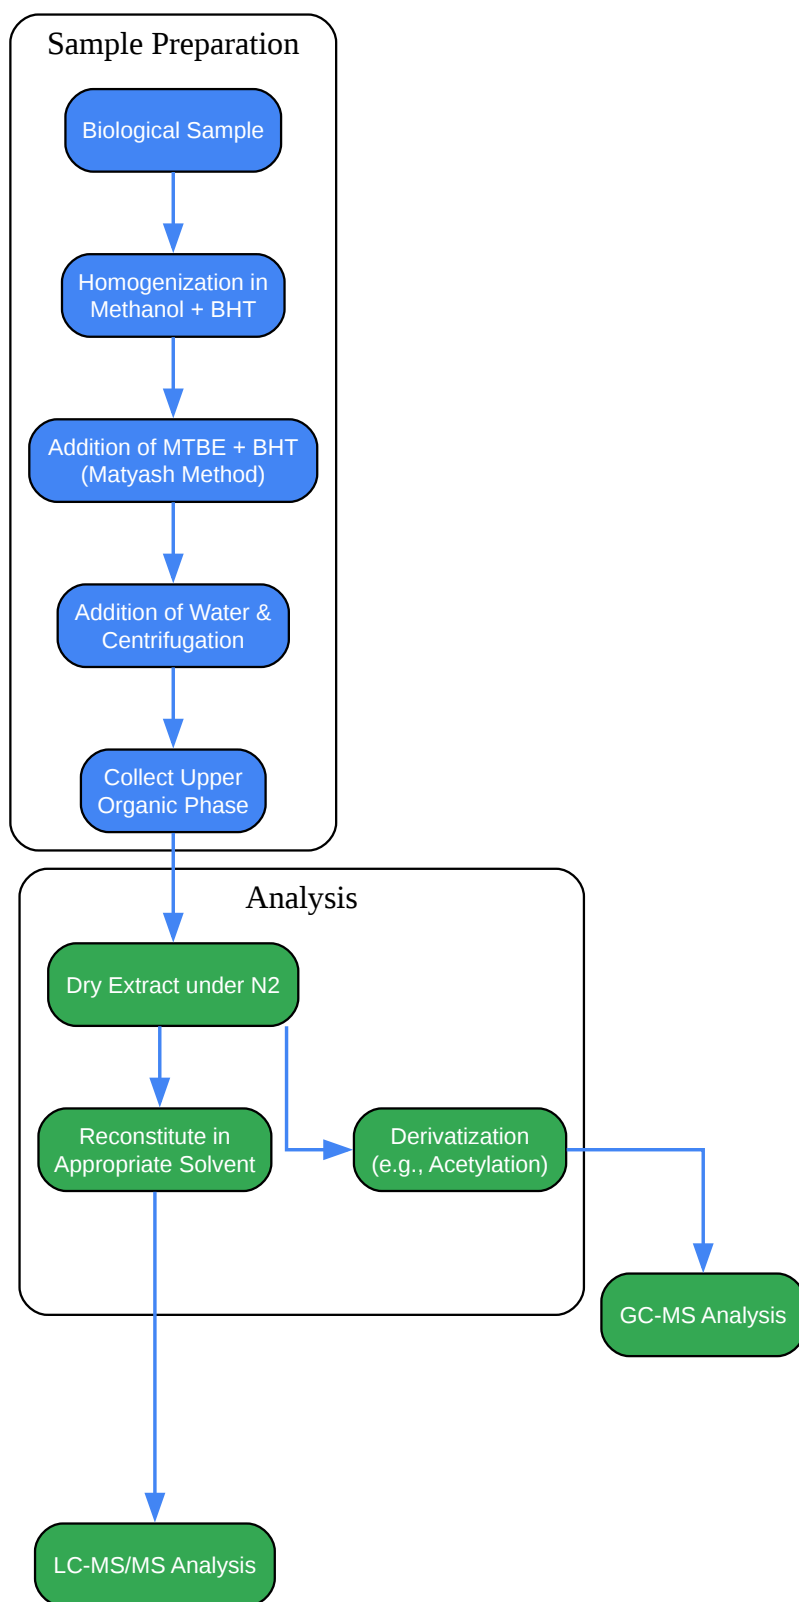 Sample Preparation
Biological Sample
Homogenization in
Methanol + BHT
Addition of MTBE + BHT
(Matyash Method)
Addition of Water &
Centrifugation
Collect Upper
Organic Phase
Analysis
Dry Extract under N2
Reconstitute in
Appropriate Solvent
Derivatization
(e.g., Acetylation)
GC-MS Analysis
LC-MS/MS Analysis